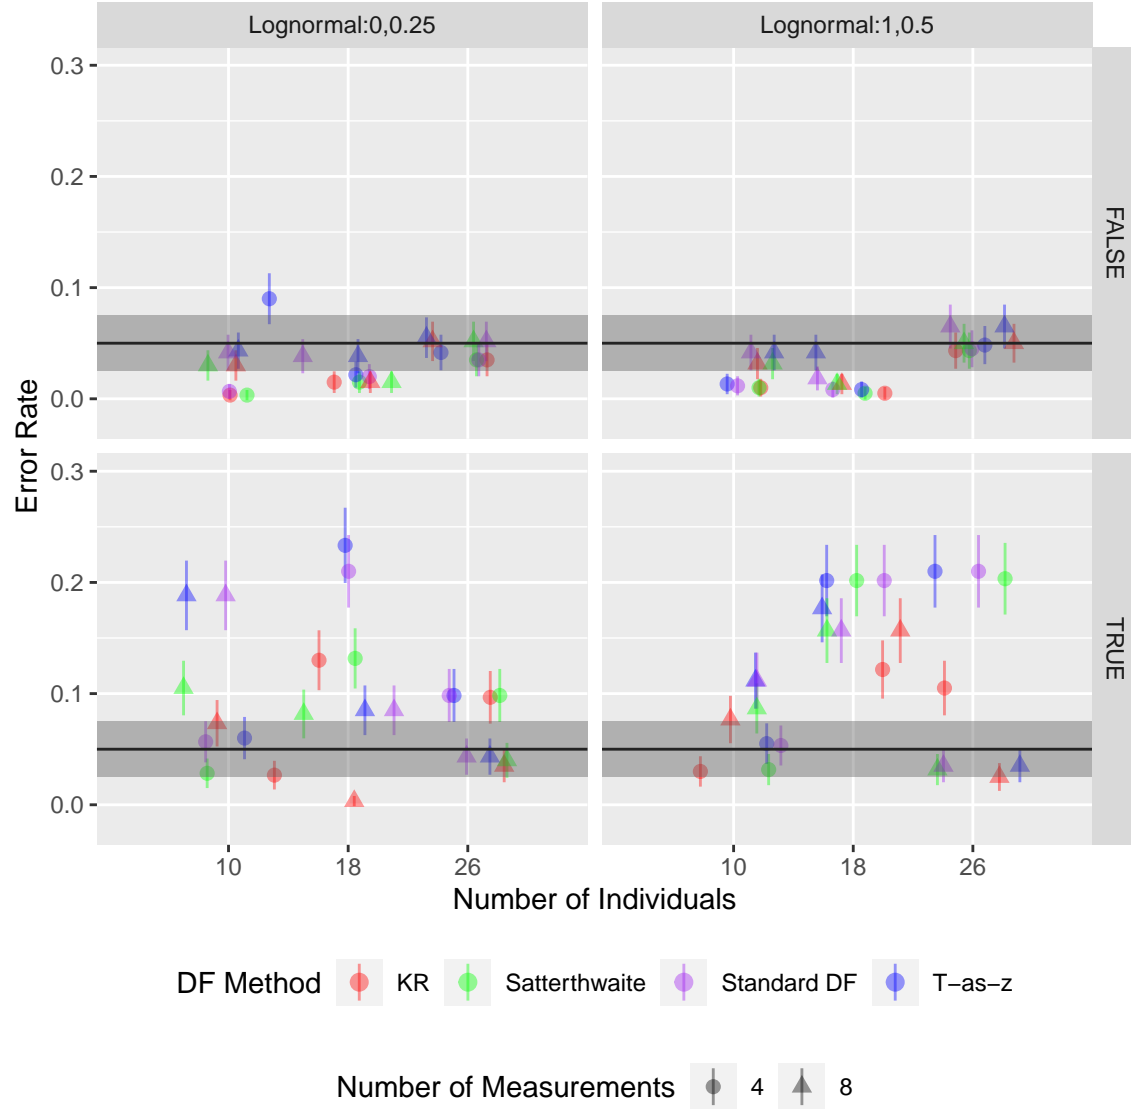 Lognormal:0,0.25 Lognormal:1,0.5
0.3
0.2
0.1
0.0
FALSE
Error Rate
0.3
0.2
0.1
0.0
TRUE
10 18 26 10 18 26
Number of Individuals
DF Method KR Satterthwaite Standard DF T−as−z
Number of Measurements 4 8